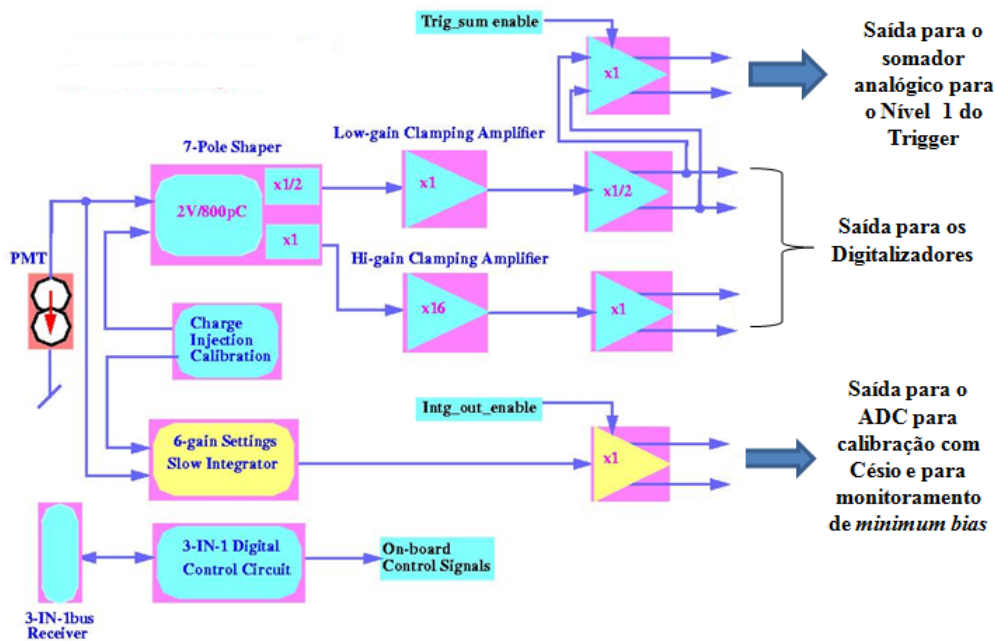 Trig_sum enable
x1
Saída para o
somador
analógico para
o Nível 1 do
Trigger
Low-gain Clamping Amplifier
7-Pole Shaper
x1/2
2V/800pC
x1
x1
x1/2
Saída para os
Digitalizadores
Hi-gain Clamping Amplifier
x16
x1
PMT
Charge
Injection
Calibration
Intg_out_enable
x1
Saída para o
ADC para
calibração com
Césio e para
monitoramento
de minimum bias
6-gain Settings
Slow Integrator
3-IN-1 Digital
Control Circuit
On-board
Control Signals
3-IN-1bus
Receiver